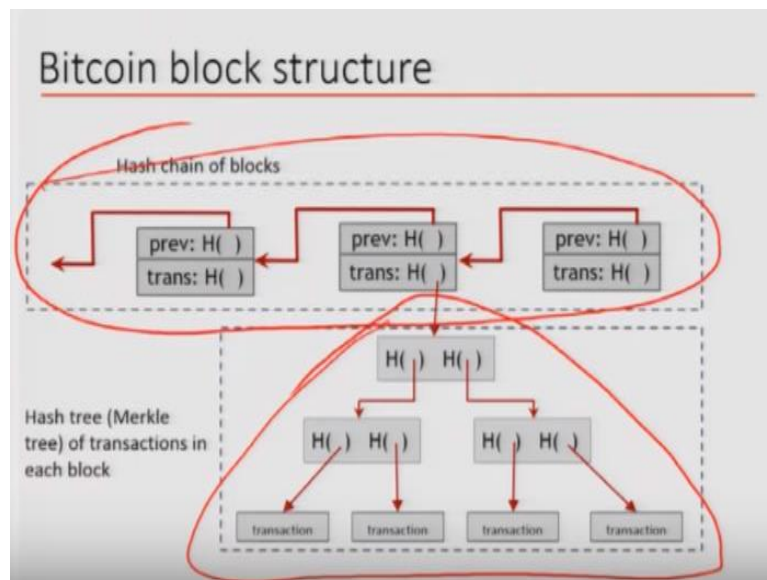 Bitcoin block structure
Hash chain of blocks
prev: H( ) prev: H( ) prev: H( )
trans: H( ) trans: H( ) trans: H( )
H( ) H( )
Hash tree (Merkle
tree) of transactions in
each block
H( ) H( ) H( ) H( )
transaction transaction transaction transaction